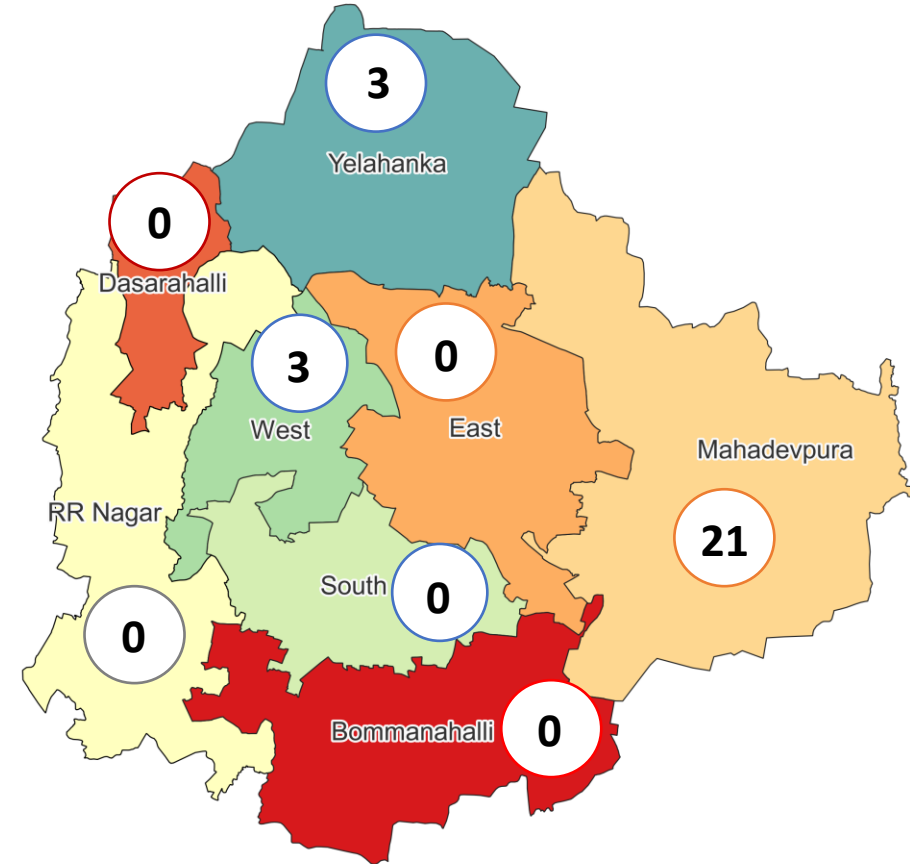 3
Yelahanka
0
Dasarahalli
3
0
West
East
Mahadevpura
RR Nagar
21
South
0
0
Bommanahalli
0